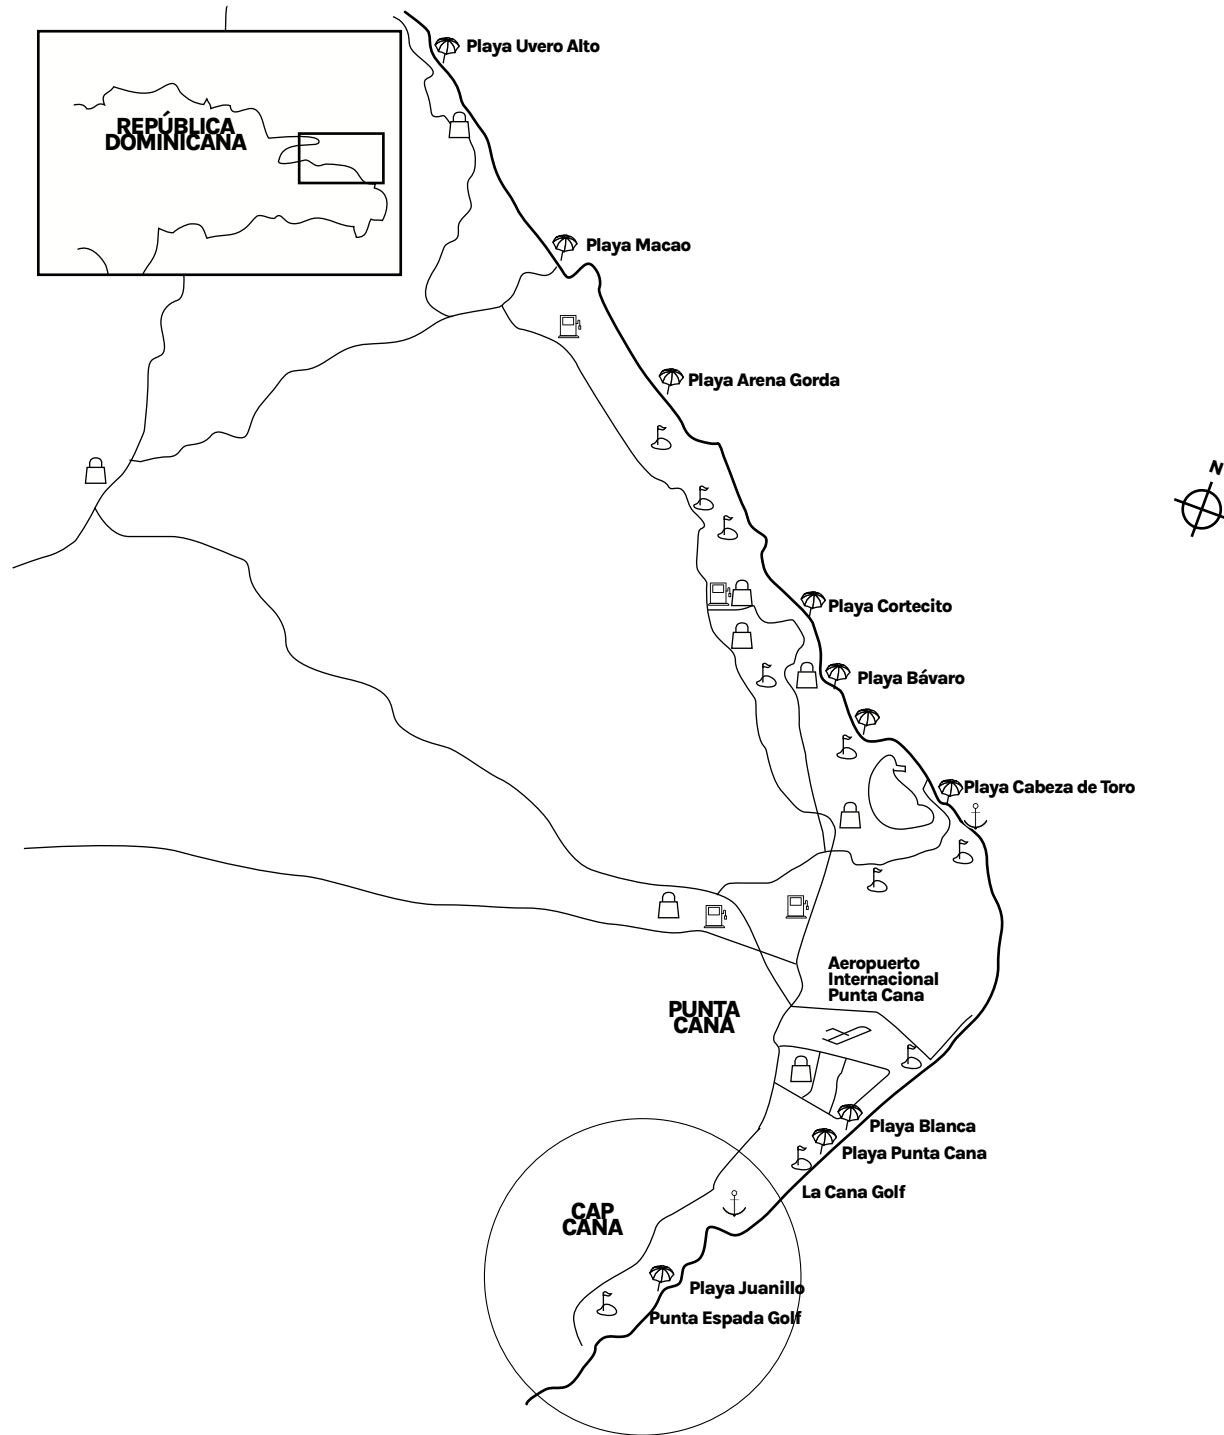 Playa Uvero Alto
REPÚBLICA
DOMINICANA
Playa Macao
Playa Arena Gorda
N
Playa Cortecito
Playa Bávaro
Playa Cabeza de Toro
Aeropuerto
Internacional
Punta Cana
PUNTA
CANA
Playa Blanca
Playa Punta Cana
La Cana Golf
CAP
CANA
Playa Juanillo
Punta Espada Golf